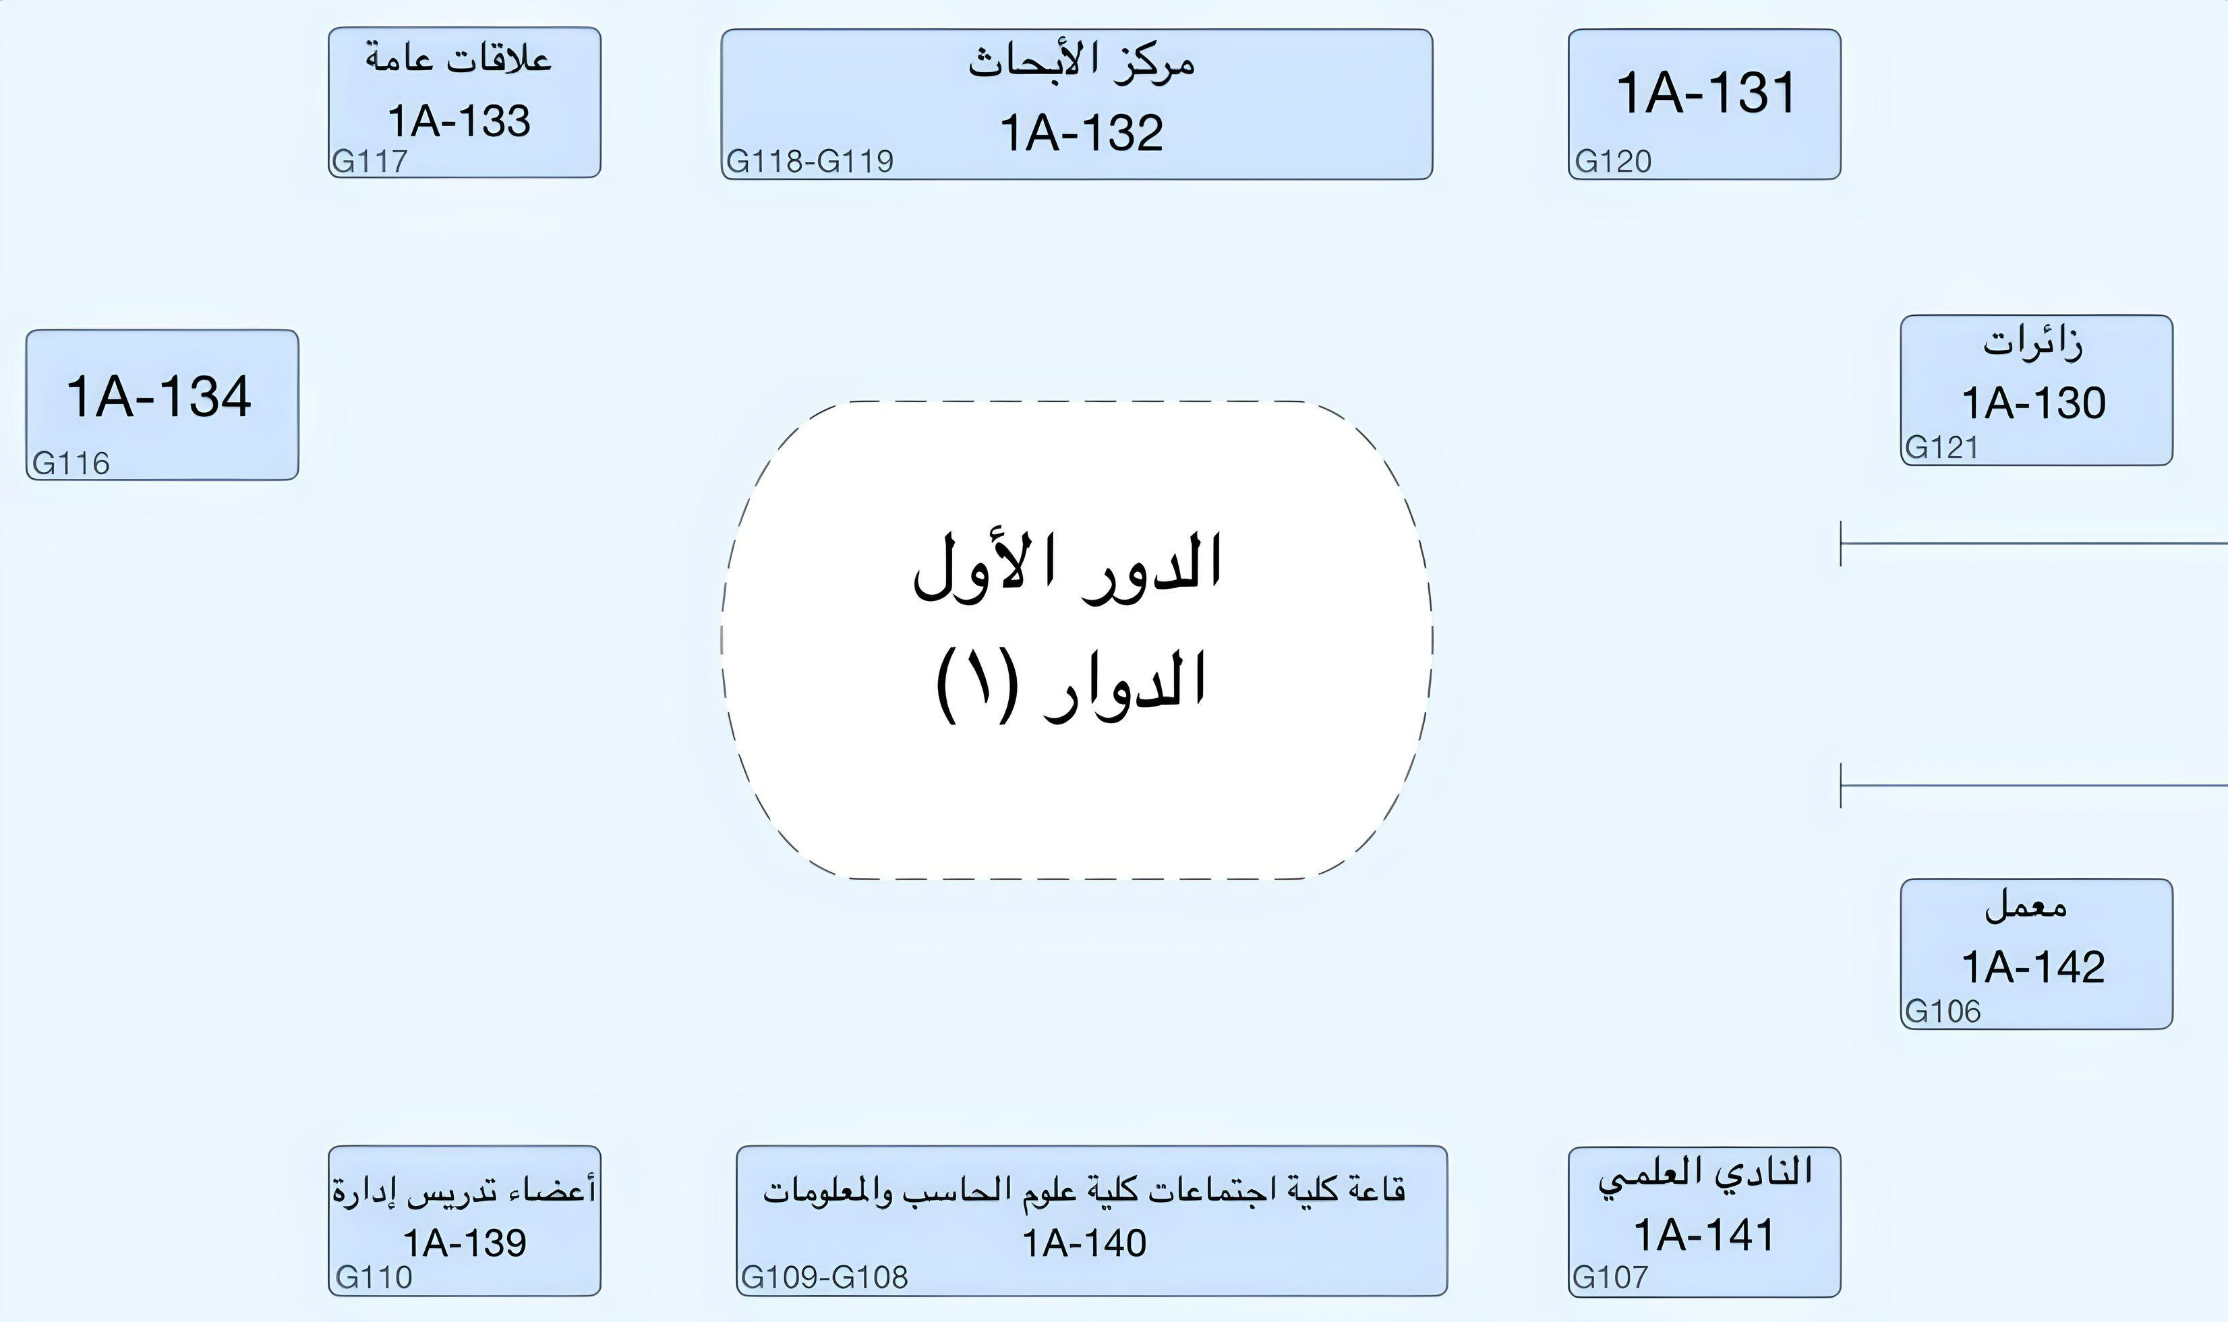 علاقات عامة
1A-133
G117
مركز الأبحاث
1A-132
G118-G119
1A-131
G120
1A-134
G116
زائرات
1A-130
G121
الدور الأول
الدوار (١)
معمل
1A-142
G106
أعضاء تدريس إدارة
1A-139
G110
قاعة كلية اجتماعات كلية علوم الحاسب والمعلومات
1A-140
G109-G108
النادي العلمي
1A-141
G107